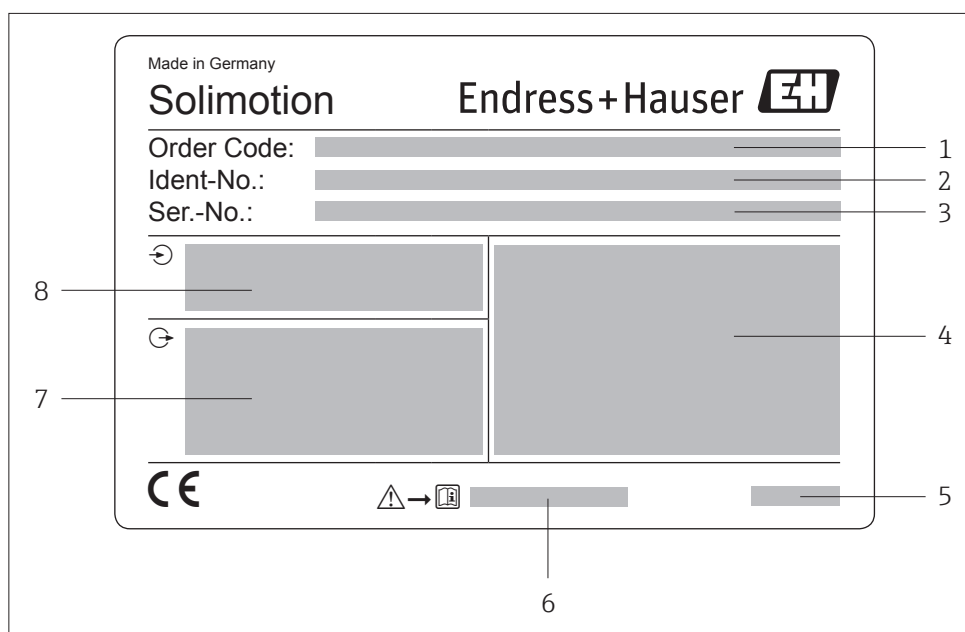 Made in Germany
Solimotion
Endress+Hauser EH
Order Code:
1
Ident-No.:
2
Ser.-No.:
3
8
4
7
CE
5
6